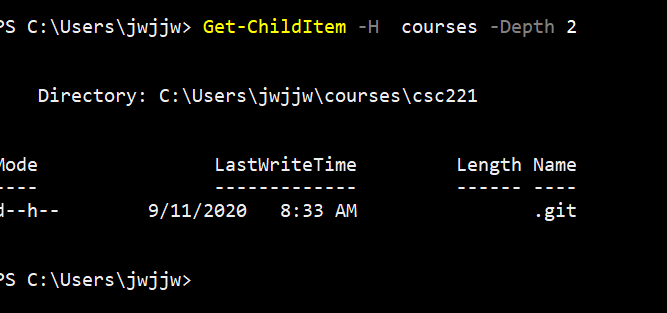 PS C:\Users\jwjjw> Get-ChildItem -H  courses -Depth 2
Directory: C:\Users\jwjjw\courses\csc221
Mode                LastWriteTime         Length Name
----                -------------         ------ ----
d--h--        9/11/2020   8:33 AM                .git
PS C:\Users\jwjjw>